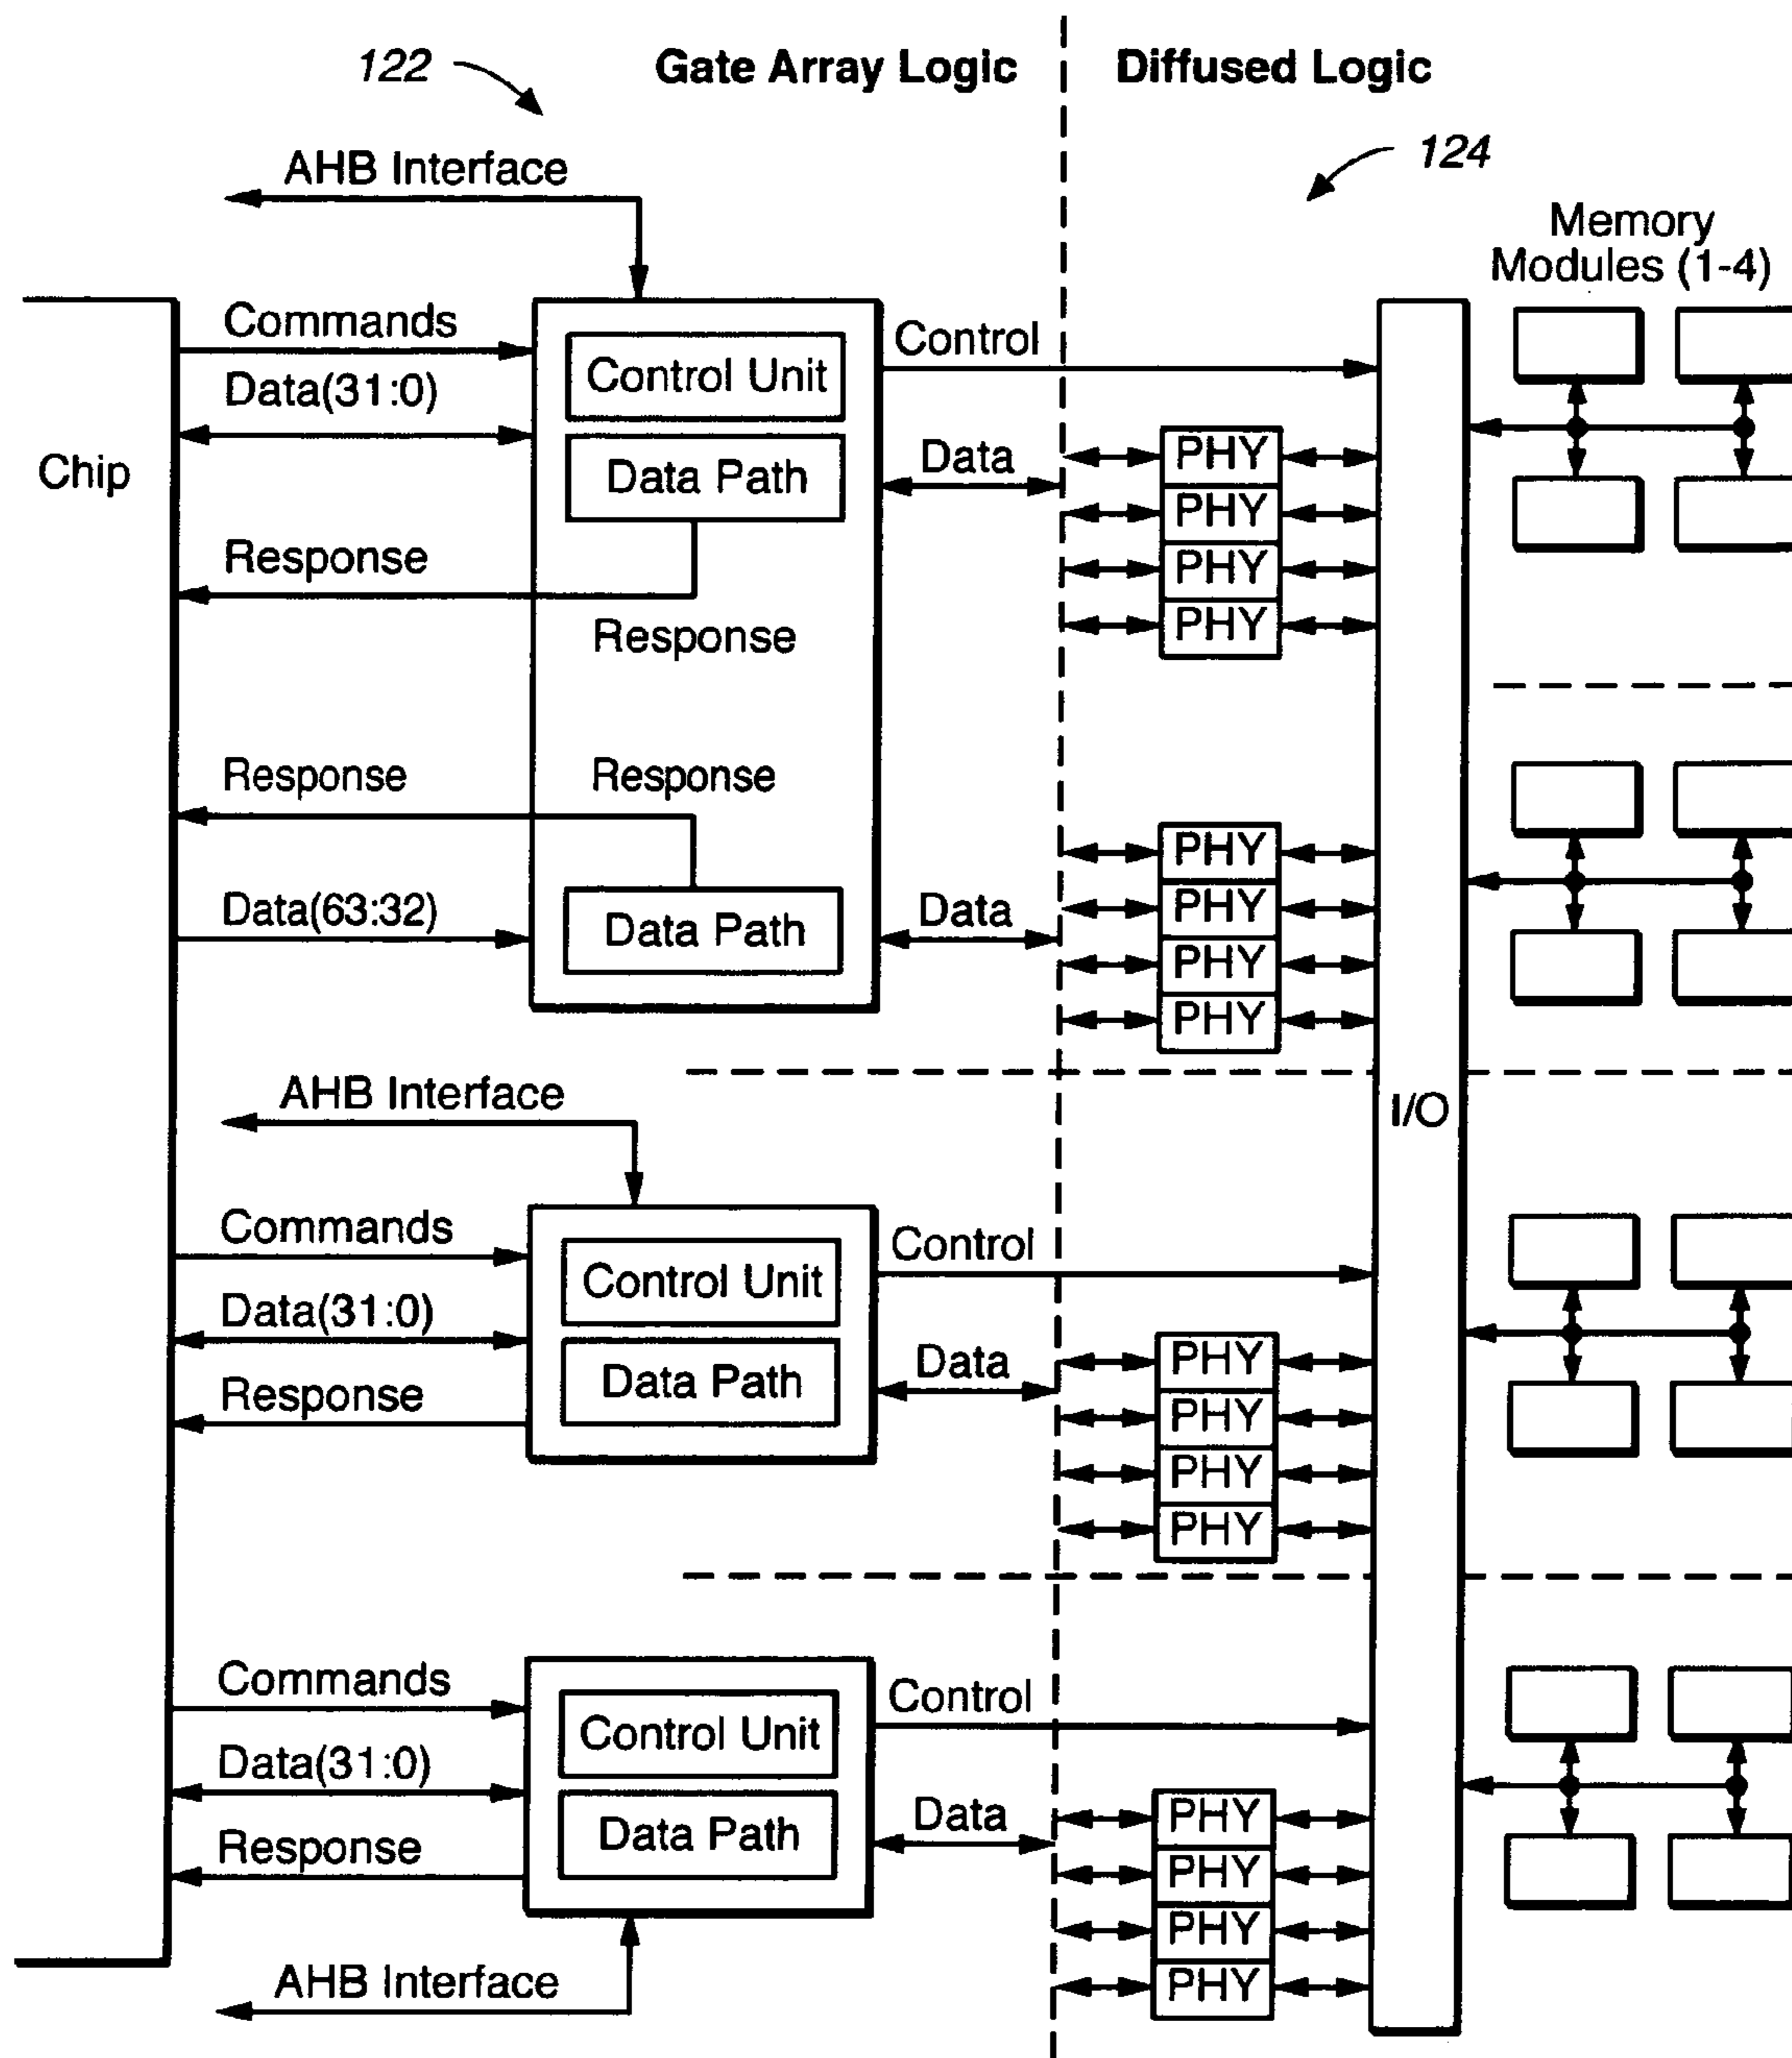 122
Gate Array Logic
Diffused Logic
124
AHB Interface
Memory
Modules (1-4)
Chip
Commands
Data(31:0)
Response
Control Unit
Data Path
Response
Control
Data
PHY
PHY
PHY
PHY
Response
Response
Data(63:32)
Data Path
Data
PHY
PHY
PHY
PHY
I/O
AHB Interface
Commands
Data(31:0)
Response
Control Unit
Data Path
Control
Data
PHY
PHY
PHY
PHY
Commands
Data(31:0)
Response
Control Unit
Data Path
Control
Data
PHY
PHY
PHY
PHY
AHB Interface